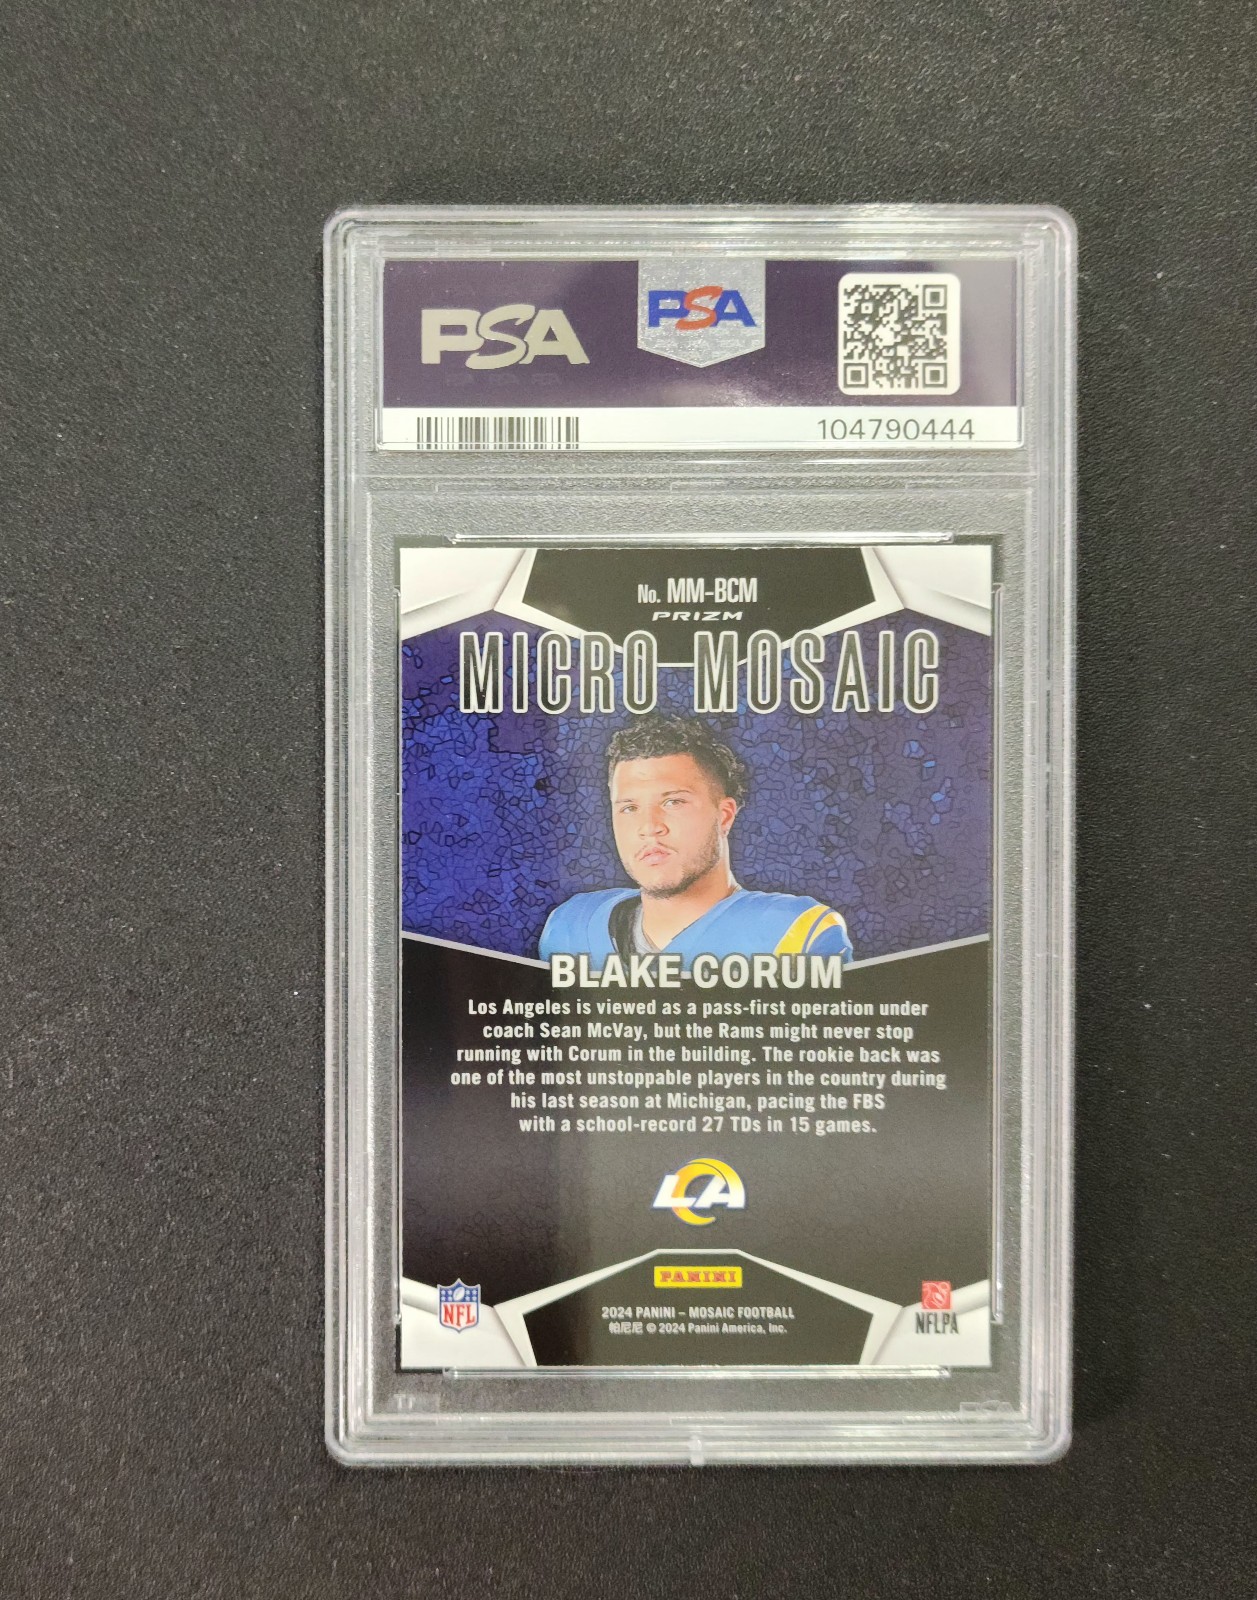 PSA
PSA
104790444
No. MM-BCM
PRIZM
MICRO MOSAIC
BLAKE CORUM
Los Angeles is viewed as a pass-first operation under
coach Sean McVay, but the Rams might never stop
running with Corum in the building. The rookie back was
one of the most unstoppable players in the country during
his last season at Michigan, pacing the FBS
with a school-record 27 TDs in 15 games.
LA
PANINI
NFL
2024 PANINI – MOSAIC FOOTBALL
帕尼尼 © 2024 Panini America, Inc.
NFLPA
PSA